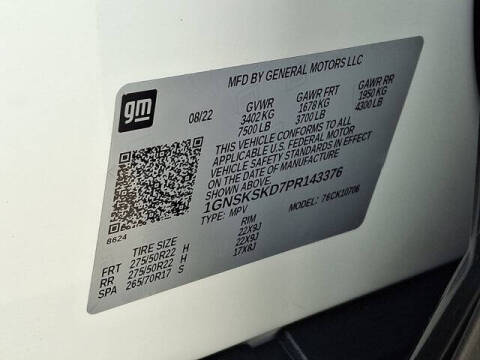 gm
MFD BY GENERAL MOTORS LLC
08/22 GVWR GAWR FRT GAWR RR
3402 KG 1678 KG 1950 KG
7500 LB 3700 LB 4300 LB
THIS VEHICLE CONFORMS TO ALL
APPLICABLE U.S. FEDERAL MOTOR
VEHICLE SAFETY STANDARDS IN EFFECT
ON THE DATE OF MANUFACTURE
SHOWN ABOVE
1GNSKSKD7PR143376
TYPE: MPV MODEL: 76CK10706
8624
TIRE SIZE RIM
FRT 275/50R22 H 22X9J
RR 275/50R22 H 22X9J
SPA 265/70R17 S 17X8J